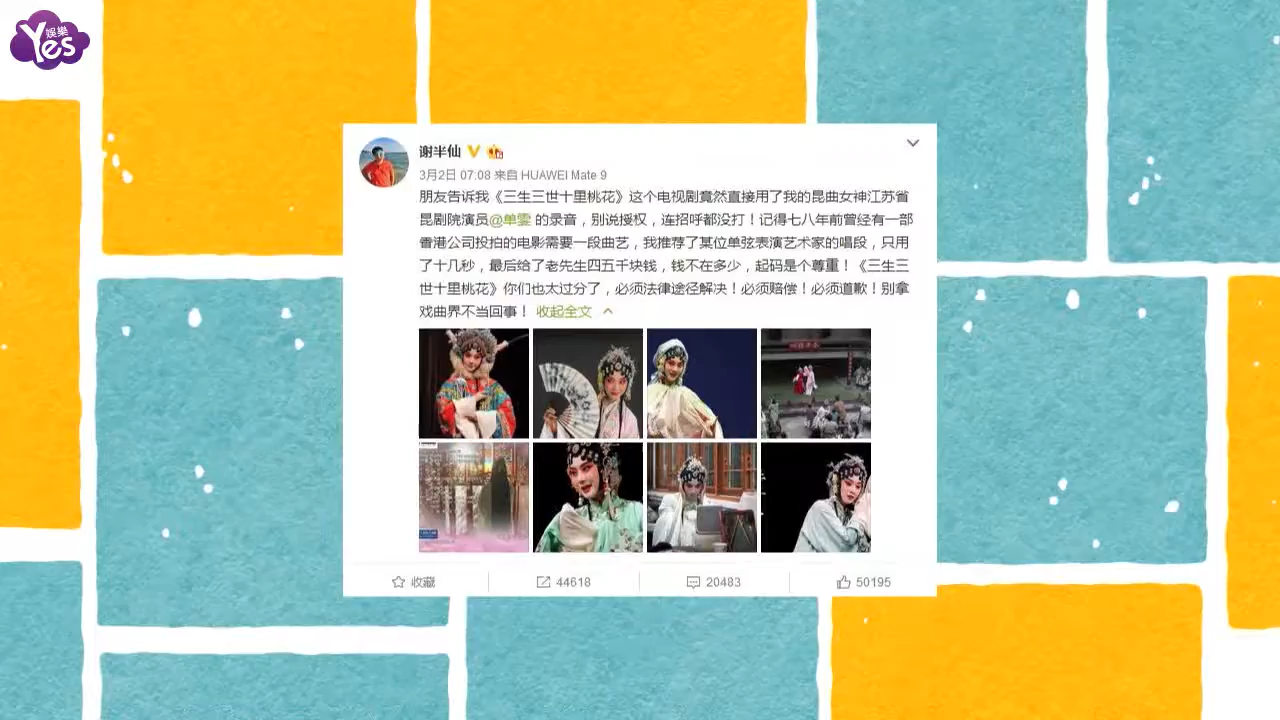 娛樂
Yes
谢半仙
3月2日 07:08 来自 HUAWEI Mate 9
朋友告诉我《三生三世十里桃花》这个电视剧竟然直接用了我的昆曲女神江苏省
昆剧院演员@单雯 的录音，别说授权，连招呼都没打！记得七八年前曾经有一部
香港公司投拍的电影需要一段曲艺，我推荐了某位单弦表演艺术家的唱段，只用
了十几秒，最后给了老先生四五千块钱，钱不在多少，起码是个尊重！《三生三
世十里桃花》你们也太过分了，必须法律途径解决！必须赔偿！必须道歉！别拿
戏曲界不当回事！ 收起全文
收藏 44618 20483 50195